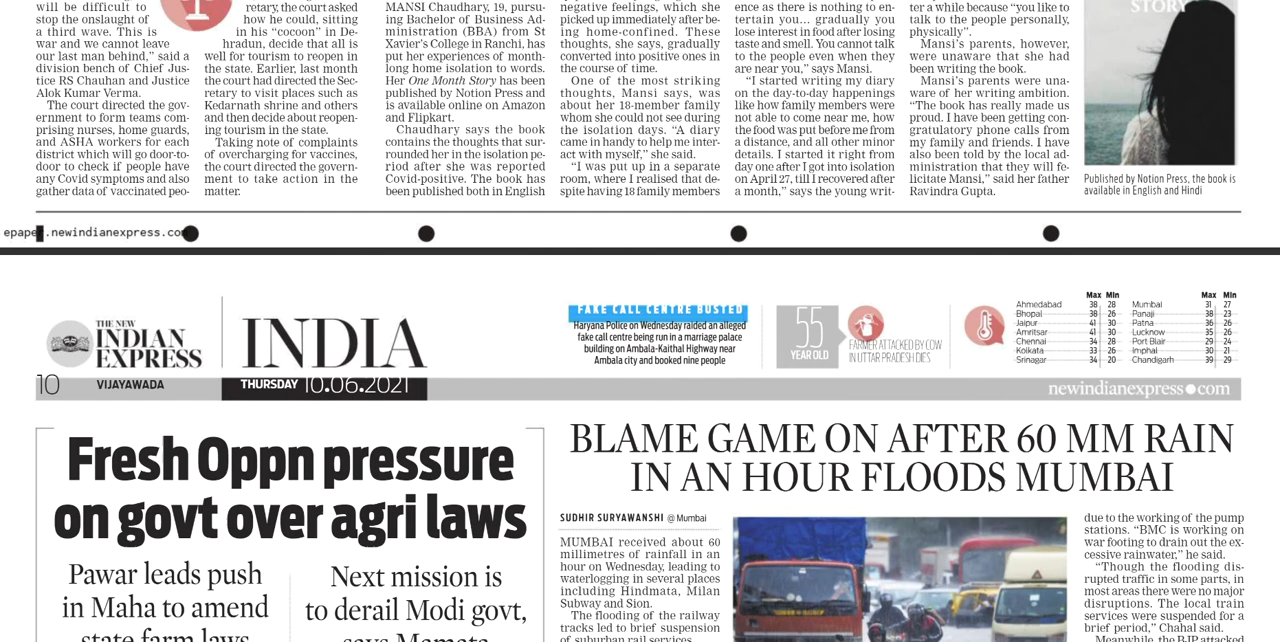 will be difficult to
stop the onslaught of
a third wave. This is
war and we cannot leave
our last man behind,” said a
division bench of Chief Jus-
tice RS Chauhan and Justice
Alok Kumar Verma.
The court directed the gov-
ernment to form teams com-
prising nurses, home guards,
and ASHA workers for each
district which will go door-to-
door to check if people have
any Covid symptoms and also
gather data of vaccinated peo-
retary, the court asked
how he could, sitting
in his “cocoon” in De-
hradun, decide that all is
well for tourism to reopen in
the state. Earlier, last month
the court had directed the Sec-
retary to visit places such as
Kedarnath shrine and others
and then decide about reopen-
ing tourism in the state.
Taking note of complaints
of overcharging for vaccines,
the court directed the govern-
ment to take action in the
matter.
MANSI Chaudhary, 19, pursu-
ing Bachelor of Business Ad-
ministration (BBA) from St
Xavier’s College in Ranchi, has
put her experiences of month-
long home isolation to words.
Her One Month Story has been
published by Notion Press and
is available online on Amazon
and Flipkart.
Chaudhary says the book
contains the thoughts that sur-
rounded her in the isolation pe-
riod after she was reported
Covid-positive. The book has
been published both in English
negative feelings, which she
picked up immediately after be-
ing home-confined. These
thoughts, she says, gradually
converted into positive ones in
the course of time.
One of the most striking
thoughts, Mansi says, was
about her 18-member family
whom she could not see during
the isolation days. “A diary
came in handy to help me inter-
act with myself,” she said.
“I was put up in a separate
room, where I realised that de-
spite having 18 family members
ence as there is nothing to en-
tertain you... gradually you
lose interest in food after losing
taste and smell. You cannot talk
to the people even when they
are near you,” says Mansi.
“I started writing my diary
on the day-to-day happenings
like how family members were
not able to come near me, how
the food was put before me from
a distance, and all other minor
details. I started it right from
day one after I got into isolation
on April 27, till I recovered after
a month,” says the young writ-
ter a while because “you like to
talk to the people personally,
physically”.
Mansi’s parents, however,
were unaware that she had
been writing the book.
Mansi’s parents were una-
ware of her writing ambition.
“The book has really made us
proud. I have been getting con-
gratulatory phone calls from
my family and friends. I have
also been told by the local ad-
ministration that they will fe-
licitate Mansi,” said her father
Ravindra Gupta.
STORY
Published by Notion Press, the book is
available in English and Hindi
epaper.newindianexpress.com
THE NEW
INDIAN
EXPRESS
INDIA
FAKE CALL CENTRE BUSTED
Haryana Police on Wednesday raided an alleged
fake call centre being run in a marriage palace
building on Ambala-Kaithal Highway near
Ambala city and booked nine people
55
YEAR OLD
FARMER ATTACKED BY COW
IN UTTAR PRADESH DIES
Max Min
Ahmedabad 38 28
Bhopal 38 26
Jaipur 41 30
Amritsar 41 30
Chennai 34 28
Kolkata 33 26
Srinagar 34 20
Max Min
Mumbai 31 27
Panaji 38 23
Patna 36 26
Lucknow 35 26
Port Blair 29 24
Imphal 30 21
Chandigarh 39 29
10 VIJAYAWADA THURSDAY 10.06.2021 newindianexpress●com
Fresh Oppn pressure
on govt over agri laws
Pawar leads push
in Maha to amend
state farm laws
Next mission is
to derail Modi govt,
says Mamata
BLAME GAME ON AFTER 60 MM RAIN
IN AN HOUR FLOODS MUMBAI
SUDHIR SURYAWANSHI @ Mumbai
MUMBAI received about 60
millimetres of rainfall in an
hour on Wednesday, leading to
waterlogging in several places
including Hindmata, Milan
Subway and Sion.
The flooding of the railway
tracks led to brief suspension
of suburban rail services.
due to the working of the pump
stations. “BMC is working on
war footing to drain out the ex-
cessive rainwater,” he said.
“Though the flooding dis-
rupted traffic in some parts, in
most areas there were no major
disruptions. The local train
services were suspended for a
brief period,” Chahal said.
Meanwhile, the BJP attacked